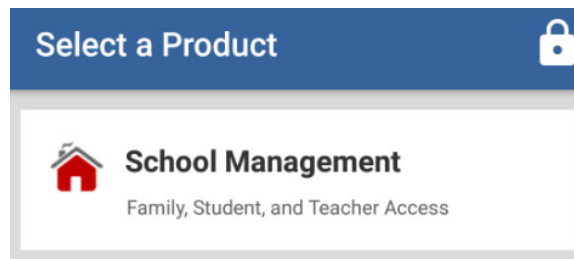 Select a Product
School Management
Family, Student, and Teacher Access